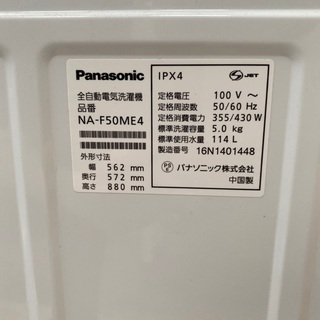 Panasonic
全自動電気洗濯機
品番
NA-F50ME4
外形寸法
幅 562 mm
奥行 572 mm
高さ 880 mm
IPX4
S JET
定格電圧 100 V ～
定格周波数 50/60 Hz
定格消費電力 355/430 W
標準洗濯容量 5.0 kg
標準使用水量 114 L
製造番号 16N1401448
パナソニック株式会社
中国製